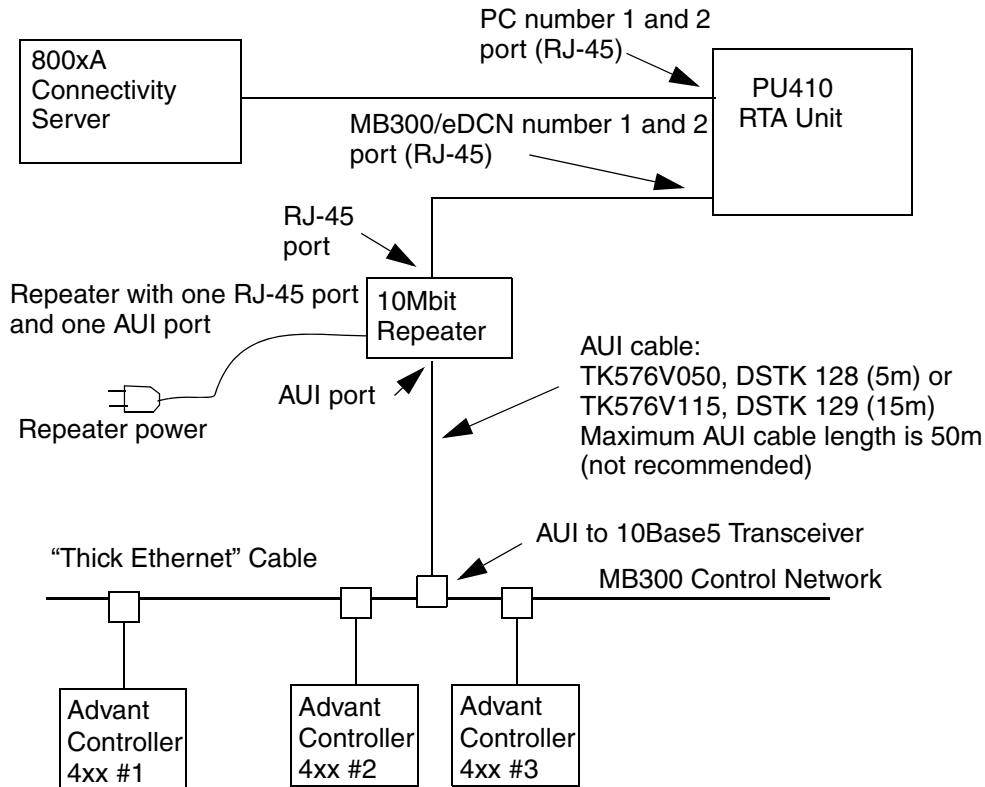 PC number 1 and 2
port (RJ-45)
800xA
Connectivity
Server
PU410
RTA Unit
MB300/eDCN number 1 and 2
port (RJ-45)
RJ-45
port
Repeater with one RJ-45 port
and one AUI port
10Mbit
Repeater
AUI port
Repeater power
AUI cable:
TK576V050, DSTK 128 (5m) or
TK576V115, DSTK 129 (15m)
Maximum AUI cable length is 50m
(not recommended)
AUI to 10Base5 Transceiver
“Thick Ethernet” Cable
MB300 Control Network
Advant
Controller
4xx #1
Advant
Controller
4xx #2
Advant
Controller
4xx #3